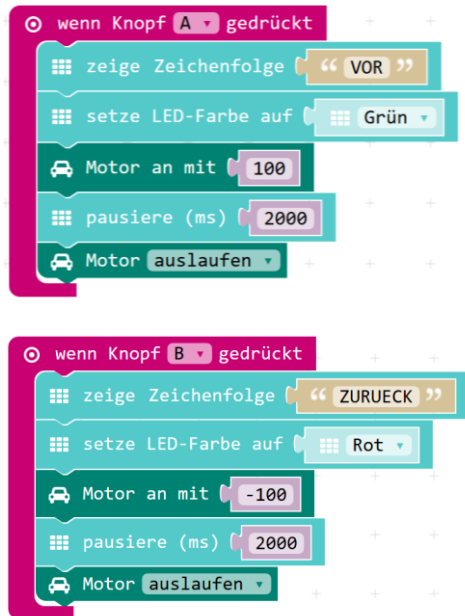 wenn Knopf A gedrückt
zeige Zeichenfolge “ VOR ”
setze LED-Farbe auf Grün
Motor an mit 100
pausiere (ms) 2000
Motor auslaufen
wenn Knopf B gedrückt
zeige Zeichenfolge “ ZURUECK ”
setze LED-Farbe auf Rot
Motor an mit -100
pausiere (ms) 2000
Motor auslaufen